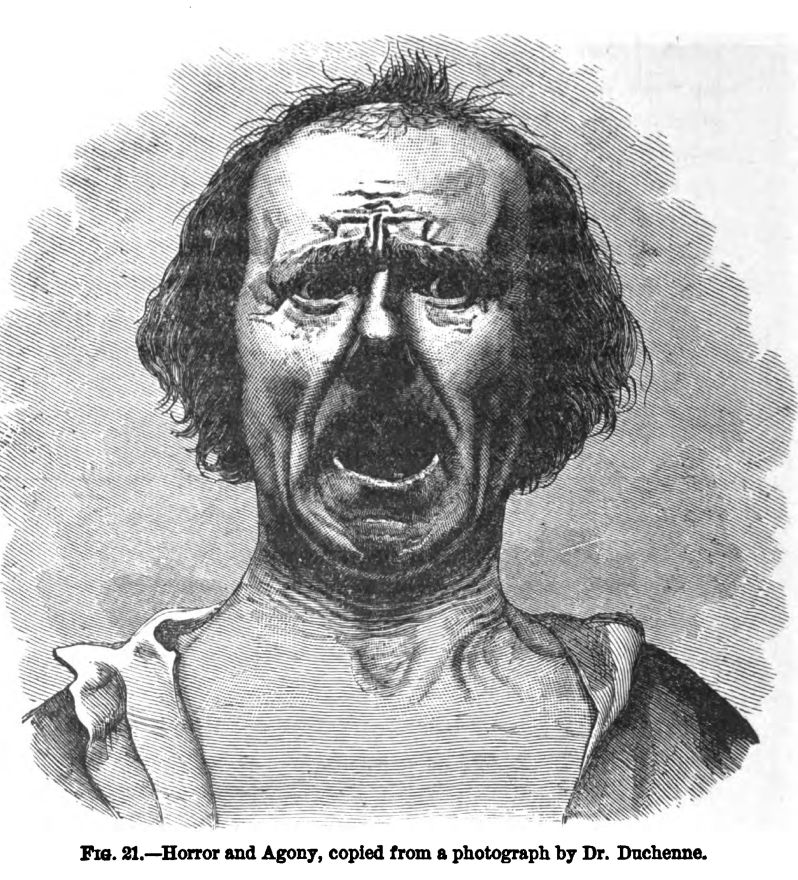 Fig. 21.—Horror and Agony, copied from a photograph by Dr. Duchenne.